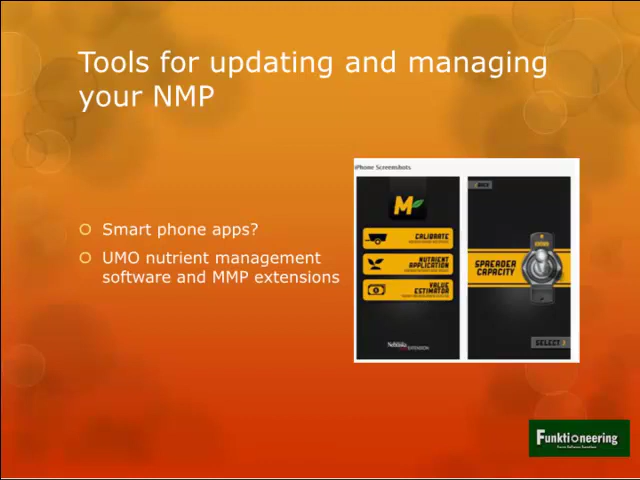 Tools for updating and managing
your NMP
Smart phone apps?
UMO nutrient management
software and MMP extensions
iPhone Screenshots
M
CALIBRATE
NUTRIENT
APPLICATION
VALUE
ESTIMATOR
Nebraska
EXTENSION
BACK
SPREADER
CAPACITY
SELECT
Funktioneering